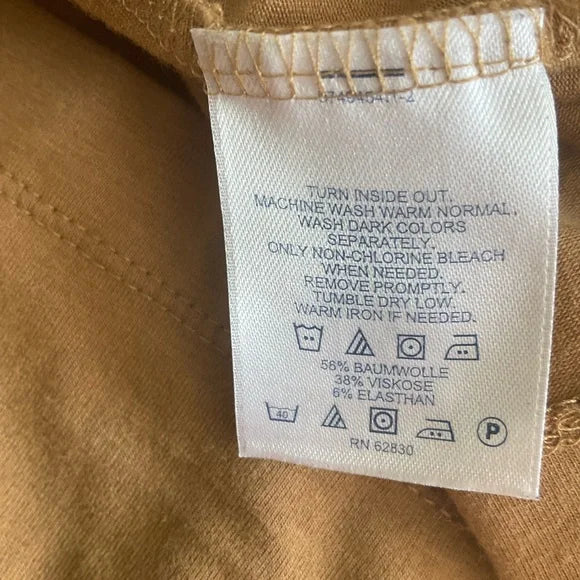 TURN INSIDE OUT.
MACHINE WASH WARM NORMAL.
WASH DARK COLORS
SEPARATELY.
ONLY NON-CHLORINE BLEACH
WHEN NEEDED.
REMOVE PROMPTLY.
TUMBLE DRY LOW.
WARM IRON IF NEEDED.
56% BAUMWOLLE
38% VISKOSE
6% ELASTHAN
40
P
RN 62830